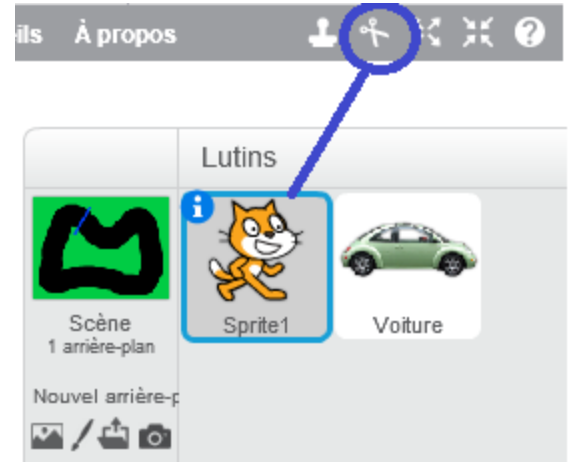 ils À propos
Lutins
Sprite1
Voiture
Scène
1 arrière-plan
Nouvel arrière-p